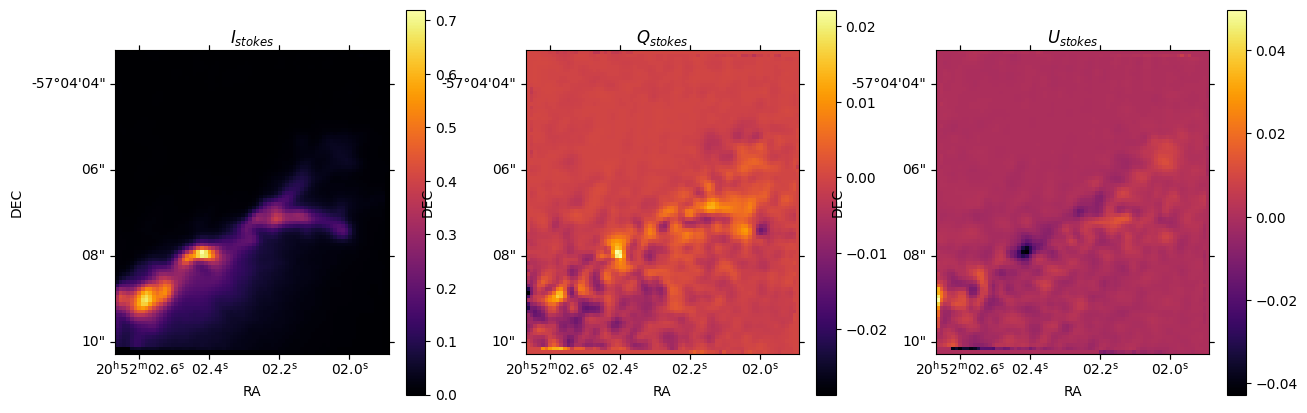 I_stokes
-57°04'04"
06"
08"
10"
20ʰ52ᵐ02.6ˢ
02.4ˢ
02.2ˢ
02.0ˢ
RA
DEC
0.7
0.6
0.5
0.4
0.3
0.2
0.1
0.0
Q_stokes
-57°04'04"
06"
08"
10"
20ʰ52ᵐ02.6ˢ
02.4ˢ
02.2ˢ
02.0ˢ
RA
DEC
0.02
0.01
0.00
−0.01
−0.02
U_stokes
-57°04'04"
06"
08"
10"
20ʰ52ᵐ02.6ˢ
02.4ˢ
02.2ˢ
02.0ˢ
RA
DEC
0.04
0.02
0.00
−0.02
−0.04